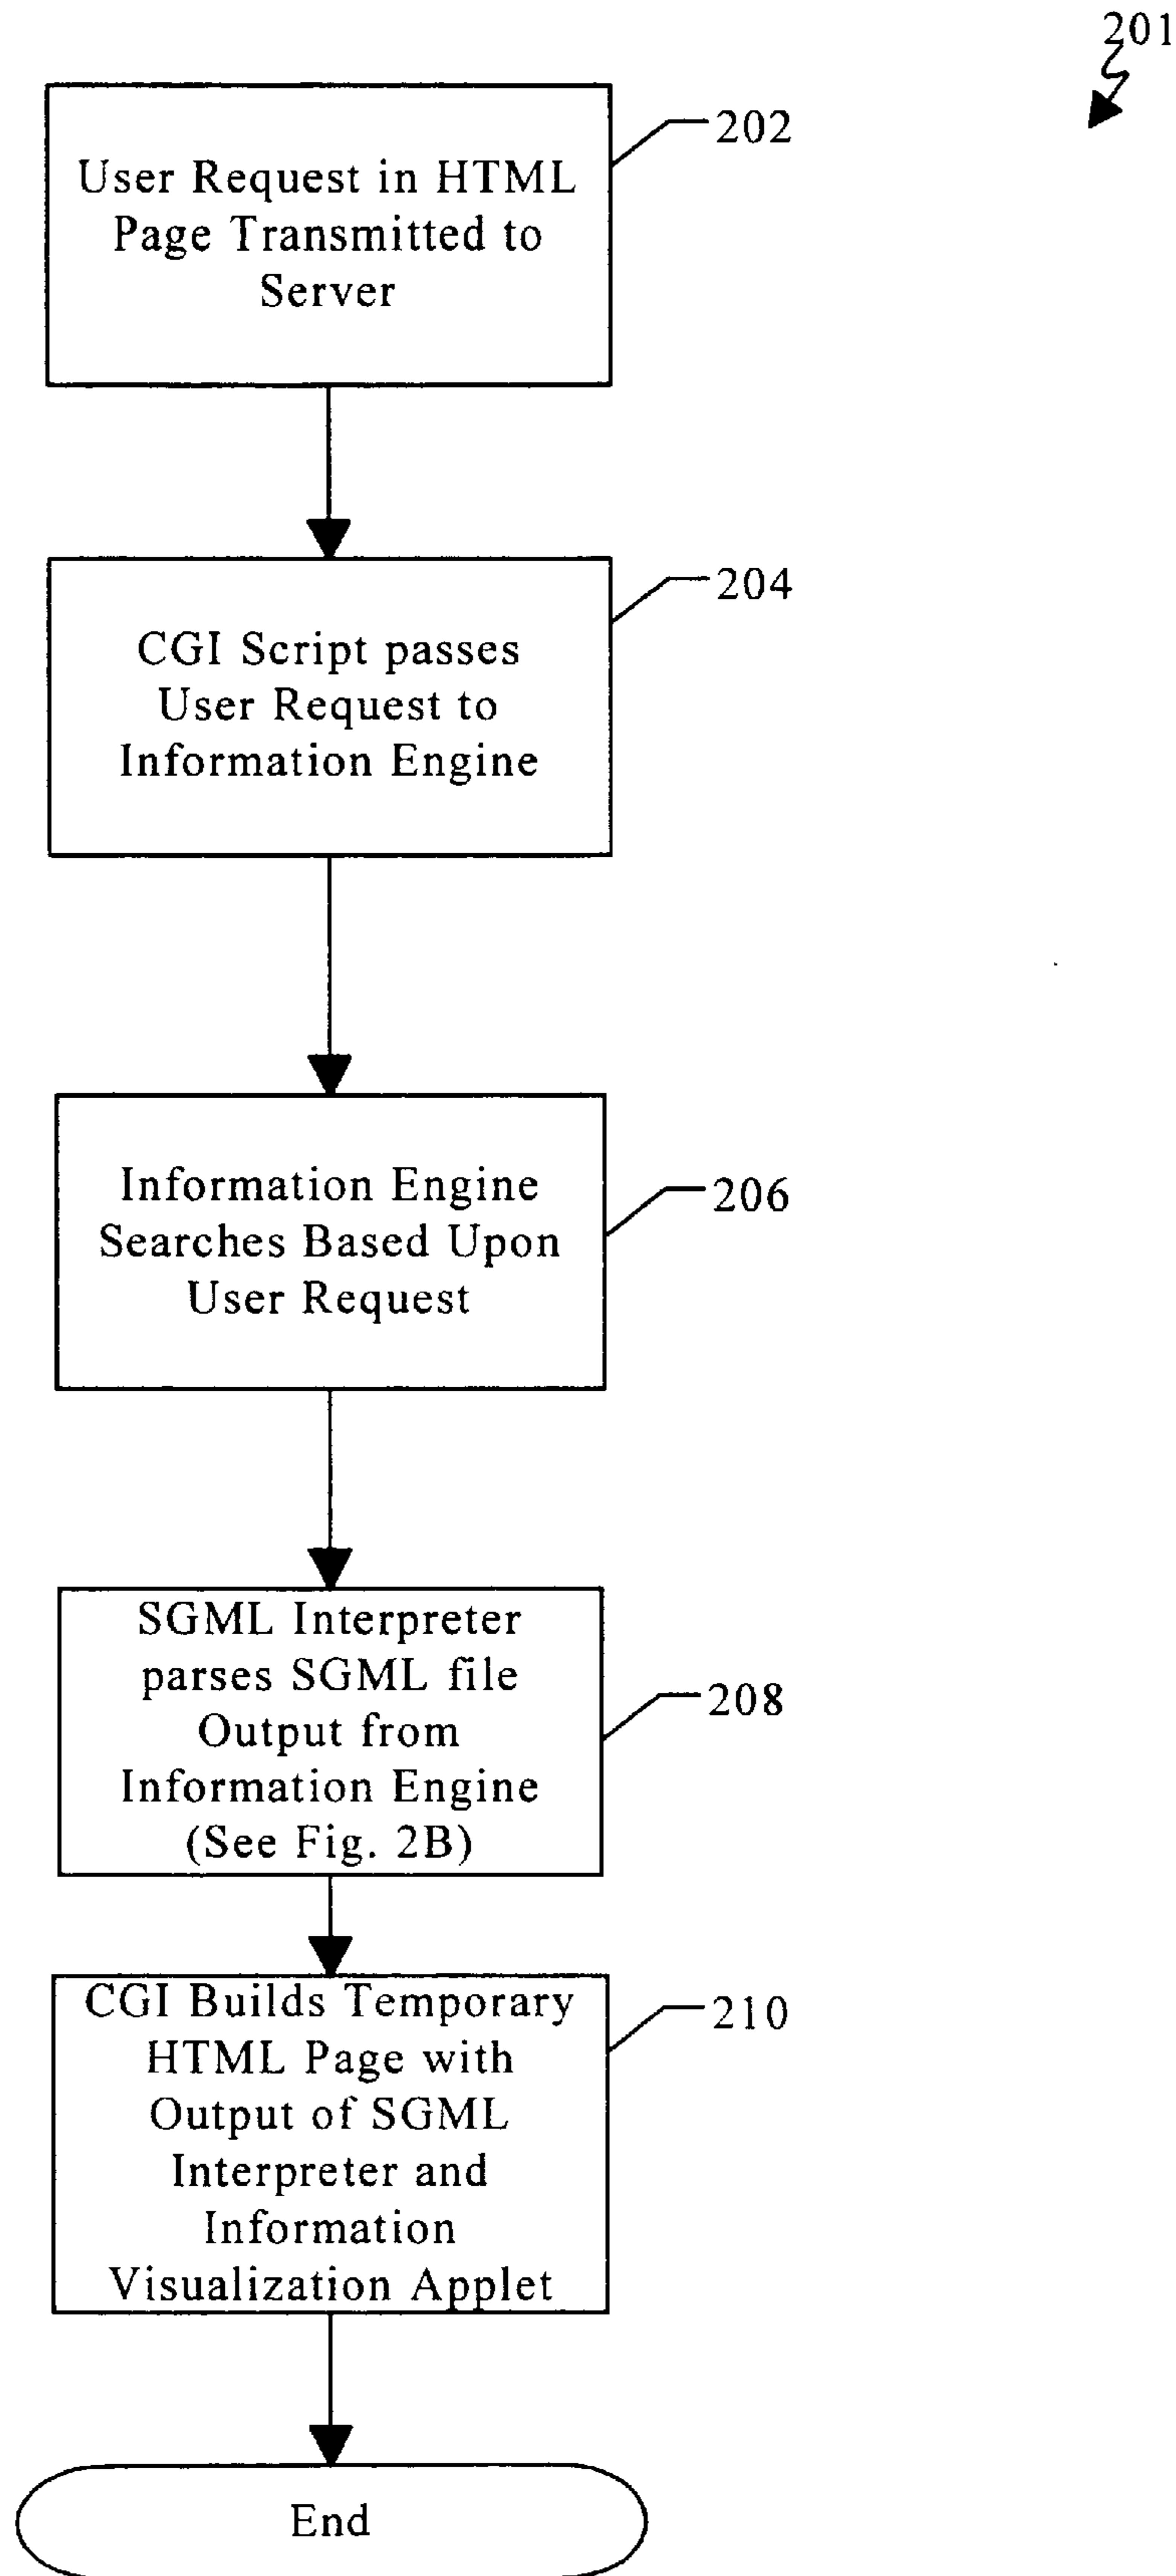 201
202
User Request in HTML
Page Transmitted to
Server
204
CGI Script passes
User Request to
Information Engine
206
Information Engine
Searches Based Upon
User Request
208
SGML Interpreter
parses SGML file
Output from
Information Engine
(See Fig. 2B)
210
CGI Builds Temporary
HTML Page with
Output of SGML
Interpreter and
Information
Visualization Applet
End